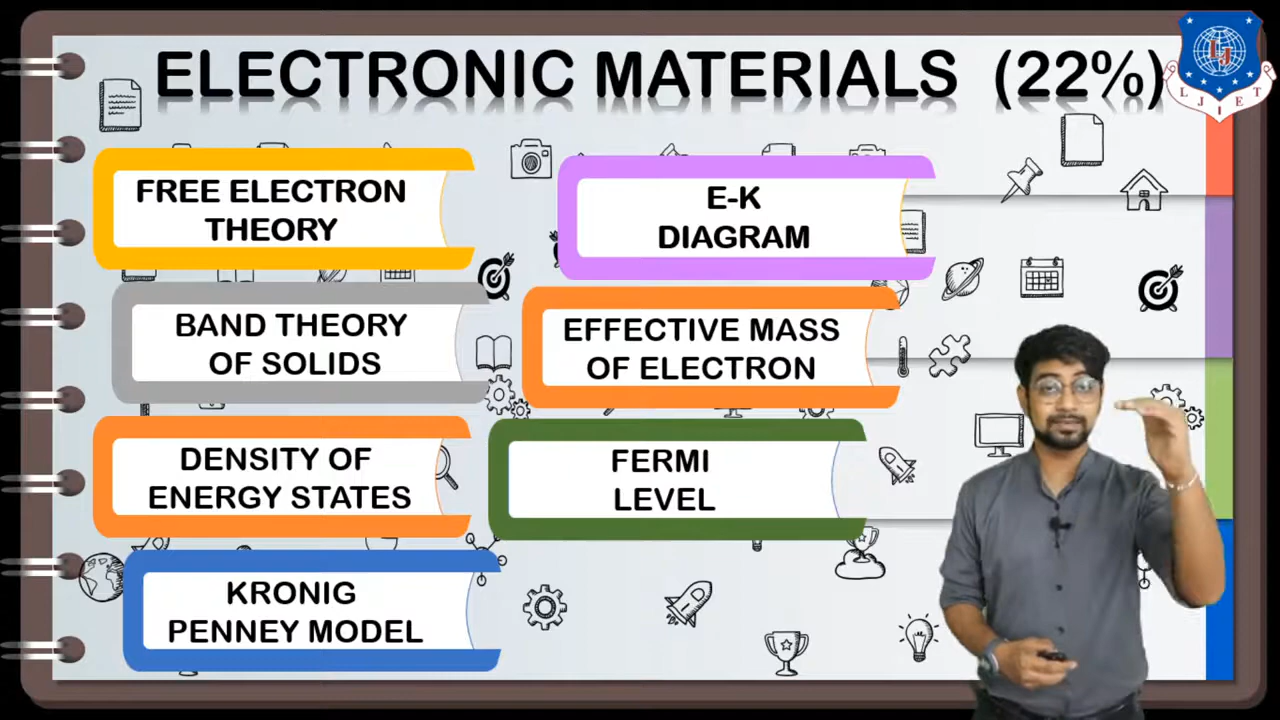 ELECTRONIC MATERIALS (22%)
LJIET
FREE ELECTRON
THEORY
E-K
DIAGRAM
BAND THEORY
OF SOLIDS
EFFECTIVE MASS
OF ELECTRON
DENSITY OF
ENERGY STATES
FERMI
LEVEL
KRONIG
PENNEY MODEL